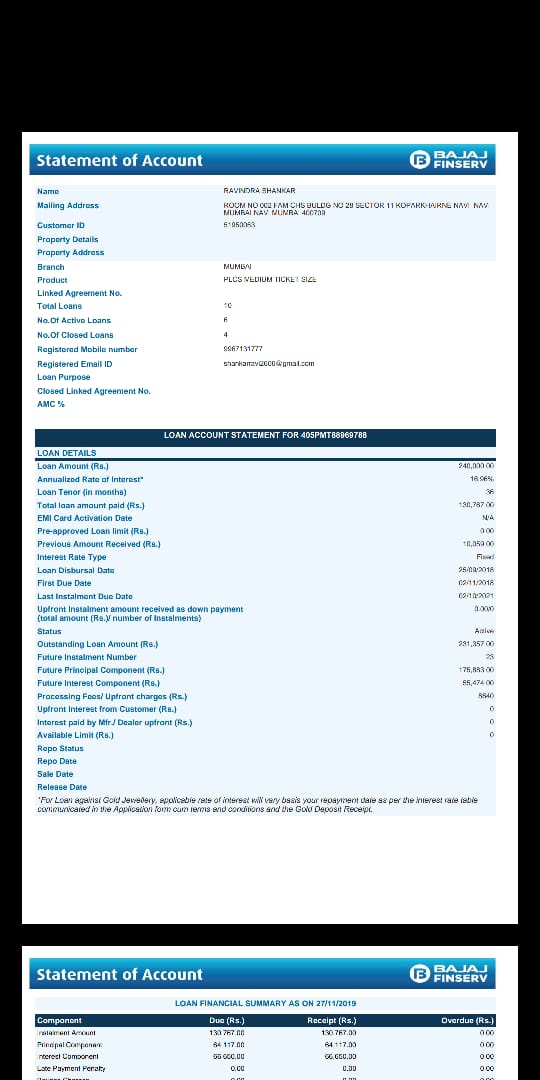 Statement of Account
BAJAJ
FINSERV
Name RAVINDRA SHANKAR
Mailing Address ROOM NO 002 FAM CHS BULDG NO 28 SECTOR 11 KOPARKHAIRNE NAVI NAVI
MUMBAI NAVI MUMBAI 400709
Customer ID 51950053
Property Details
Property Address
Branch MUMBAI
Product PLCS MEDIUM TICKET SIZE
Linked Agreement No.
Total Loans 10
No.Of Active Loans 6
No.Of Closed Loans 4
Registered Mobile number 9967131777
Registered Email ID shankarravi2606@gmail.com
Loan Purpose
Closed Linked Agreement No.
AMC %
LOAN ACCOUNT STATEMENT FOR 405PMT88969788
LOAN DETAILS
Loan Amount (Rs.) 240,000.00
Annualized Rate of Interest* 16.96%
Loan Tenor (in months) 36
Total loan amount paid (Rs.) 130,767.00
EMI Card Activation Date N/A
Pre-approved Loan limit (Rs.) 0.00
Previous Amount Received (Rs.) 10,059.00
Interest Rate Type Fixed
Loan Disbursal Date 25/09/2018
First Due Date 02/11/2018
Last Instalment Due Date 02/10/2021
Upfront Instalment amount received as down payment 0.00/0
(total amount (Rs.)/ number of Instalments)
Status Active
Outstanding Loan Amount (Rs.) 231,357.00
Future Instalment Number 23
Future Principal Component (Rs.) 175,883.00
Future Interest Component (Rs.) 55,474.00
Processing Fees/ Upfront charges (Rs.) 8640
Upfront Interest from Customer (Rs.) 0
Interest paid by Mfr./ Dealer upfront (Rs.) 0
Available Limit (Rs.) 0
Repo Status
Repo Date
Sale Date
Release Date
*For Loan against Gold Jewellery, applicable rate of interest will vary basis your repayment date as per the interest rate table
communicated in the Application form cum terms and conditions and the Gold Deposit Receipt.
Statement of Account
BAJAJ
FINSERV
LOAN FINANCIAL SUMMARY AS ON 27/11/2019
Component Due (Rs.) Receipt (Rs.) Overdue (Rs.)
Instalment Amount 130,767.00 130,767.00 0.00
Principal Component 64,117.00 64,117.00 0.00
Interest Component 66,650.00 66,650.00 0.00
Late Payment Penalty 0.00 0.00 0.00